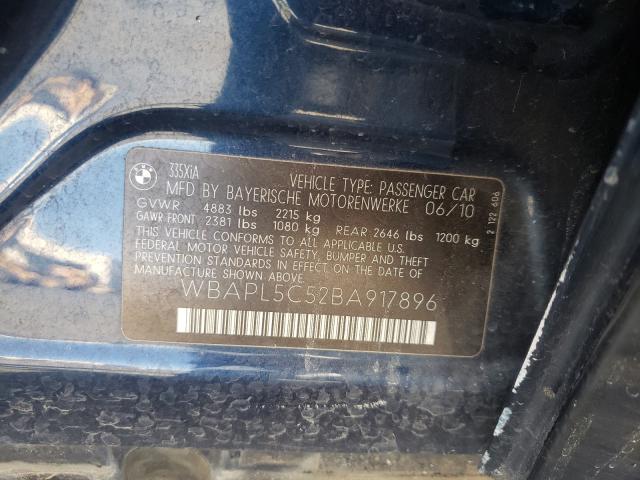 BMW
335XiA
VEHICLE TYPE: PASSENGER CAR
MFD BY BAYERISCHE MOTORENWERKE 06/10
GVWR 4883 lbs 2215 kg
GAWR FRONT 2381 lbs 1080 kg REAR 2646 lbs 1200 kg
THIS VEHICLE CONFORMS TO ALL APPLICABLE U.S.
FEDERAL MOTOR VEHICLE SAFETY, BUMPER AND THEFT
PREVENTION STANDARDS IN EFFECT ON THE DATE OF
MANUFACTURE SHOWN ABOVE
WBAPL5C52BA917896
2 122 606